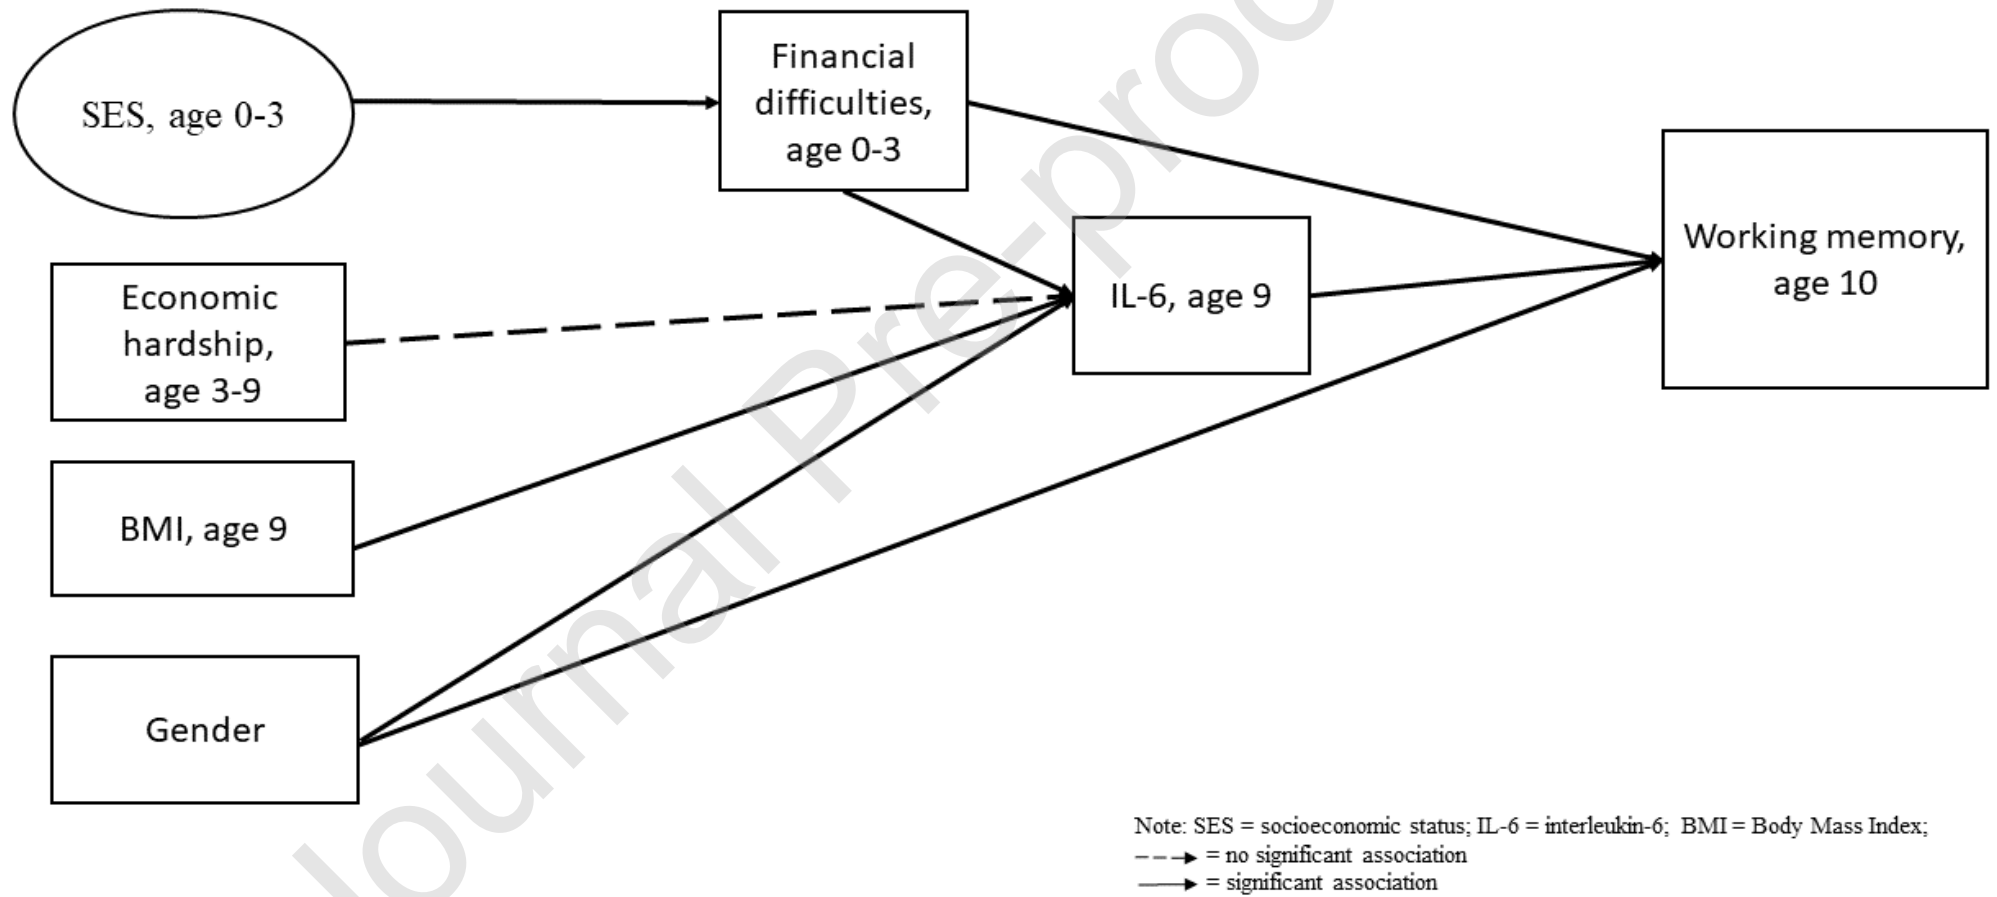 SES, age 0-3
Financial
difficulties,
age 0-3
Working memory,
age 10
Economic
hardship,
age 3-9
IL-6, age 9
BMI, age 9
Gender
Note: SES = socioeconomic status; IL-6 = interleukin-6; BMI = Body Mass Index;
= no significant association
= significant association
Journal Pre-proo